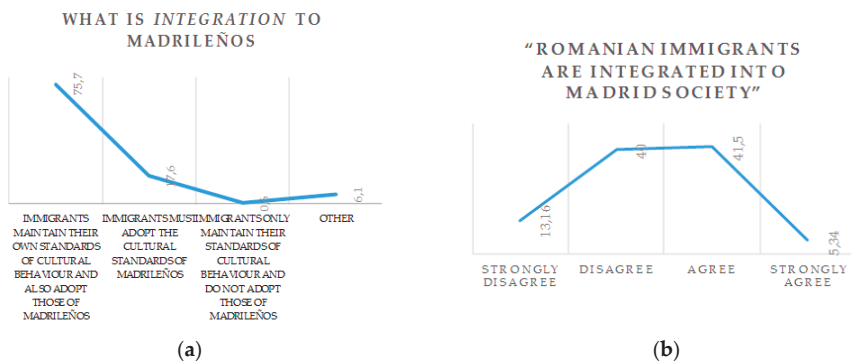 WHAT IS INTEGRATION TO
MADRILEÑOS
75,7
17,6
6,1
IMMIGRANTS
MAINTAIN THEIR
OWN STANDARDS
OF CULTURAL
BEHAVIOUR AND
ALSO ADOPT
THOSE OF
MADRILEÑOS
IMMIGRANTS MUST
ADOPT THE
CULTURAL
STANDARDS OF
MADRILEÑOS
IMMIGRANTS ONLY
MAINTAIN THEIR
STANDARDS OF
CULTURAL
BEHAVIOUR AND
DO NOT ADOPT
THOSE OF
MADRILEÑOS
OTHER
(a)
“ROMANIAN IMMIGRANTS
ARE INTEGRATED INTO
MADRID SOCIETY”
13,16
40
41,5
5,34
STRONGLY
DISAGREE
DISAGREE
AGREE
STRONGLY
AGREE
(b)